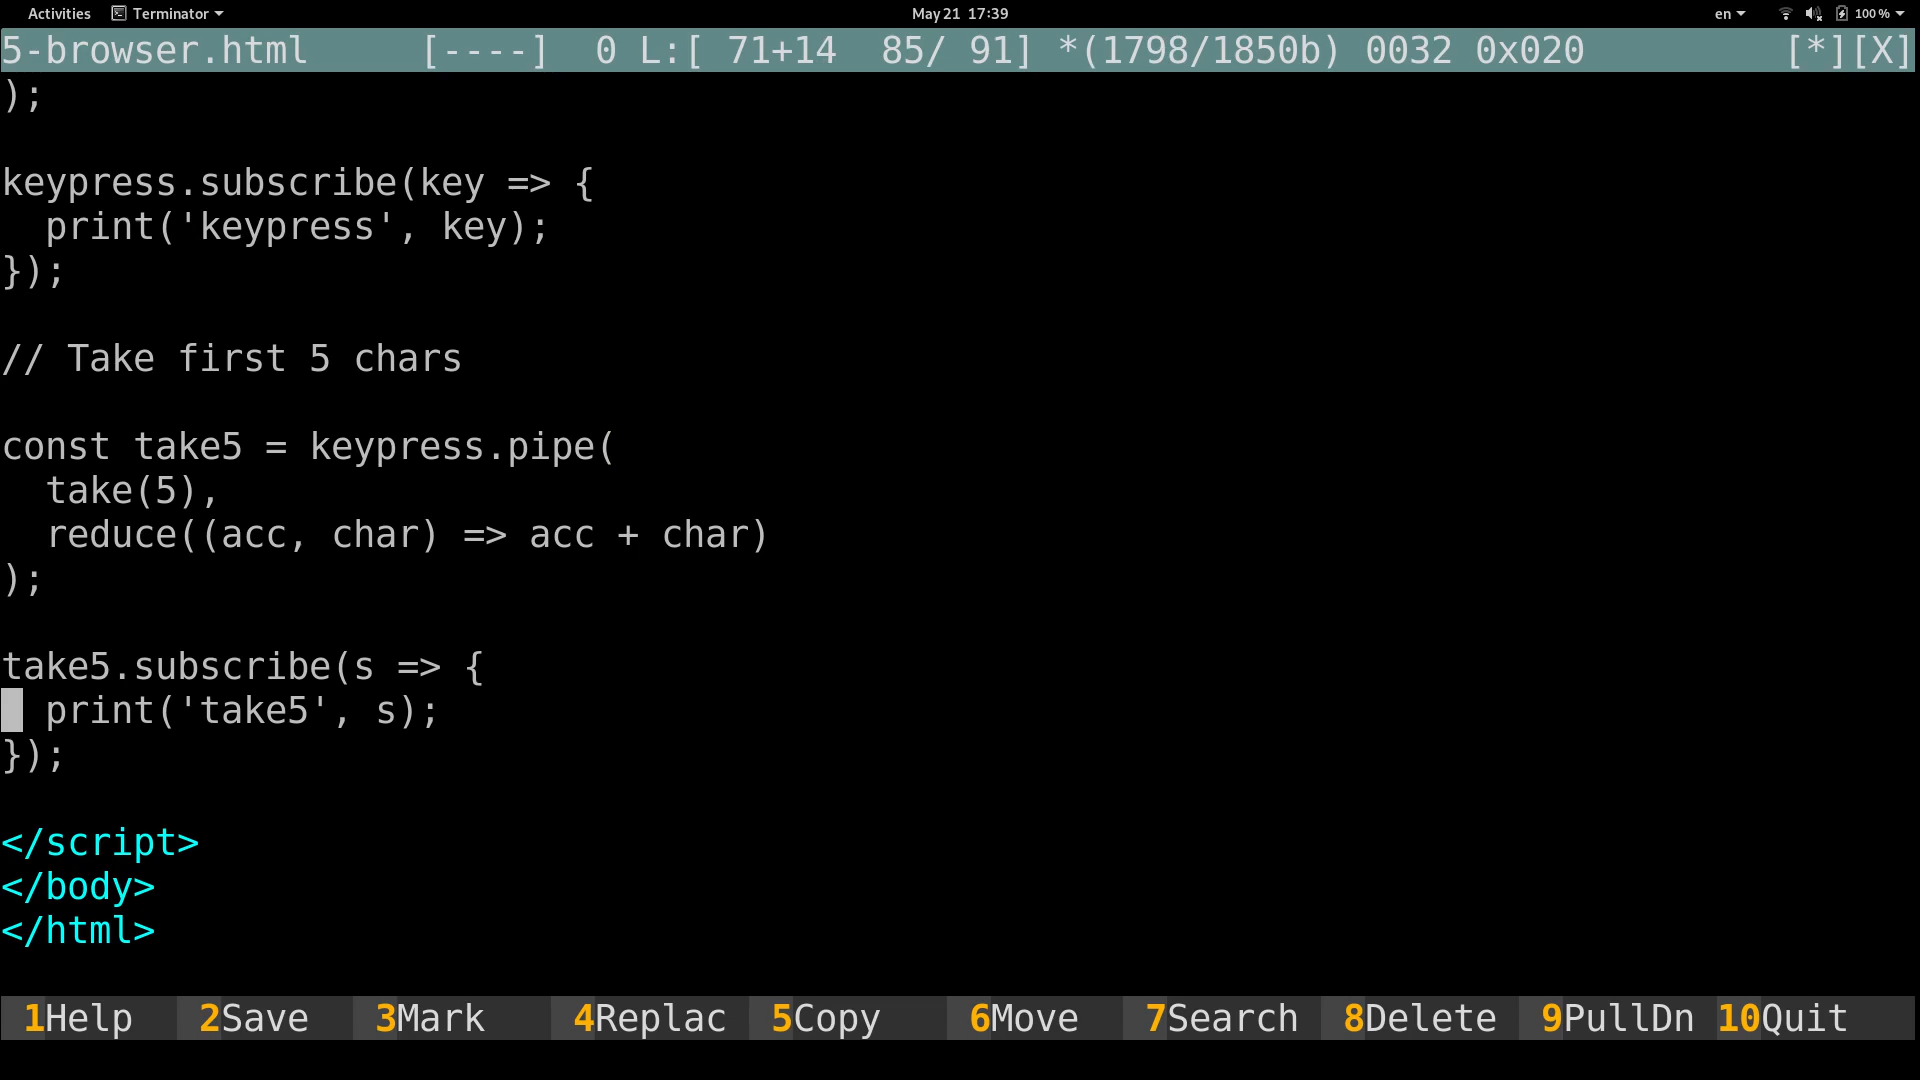 Activities Terminator May 21 17:39 en 100 %
5-browser.html [----] 0 L:[ 71+14 85/ 91] *(1798/1850b) 0032 0x020 [*][X]
);
keypress.subscribe(key => {
  print('keypress', key);
});
// Take first 5 chars
const take5 = keypress.pipe(
  take(5),
  reduce((acc, char) => acc + char)
);
take5.subscribe(s => {
  print('take5', s);
});
</script>
</body>
</html>
1Help 2Save 3Mark 4Replac 5Copy 6Move 7Search 8Delete 9PullDn 10Quit